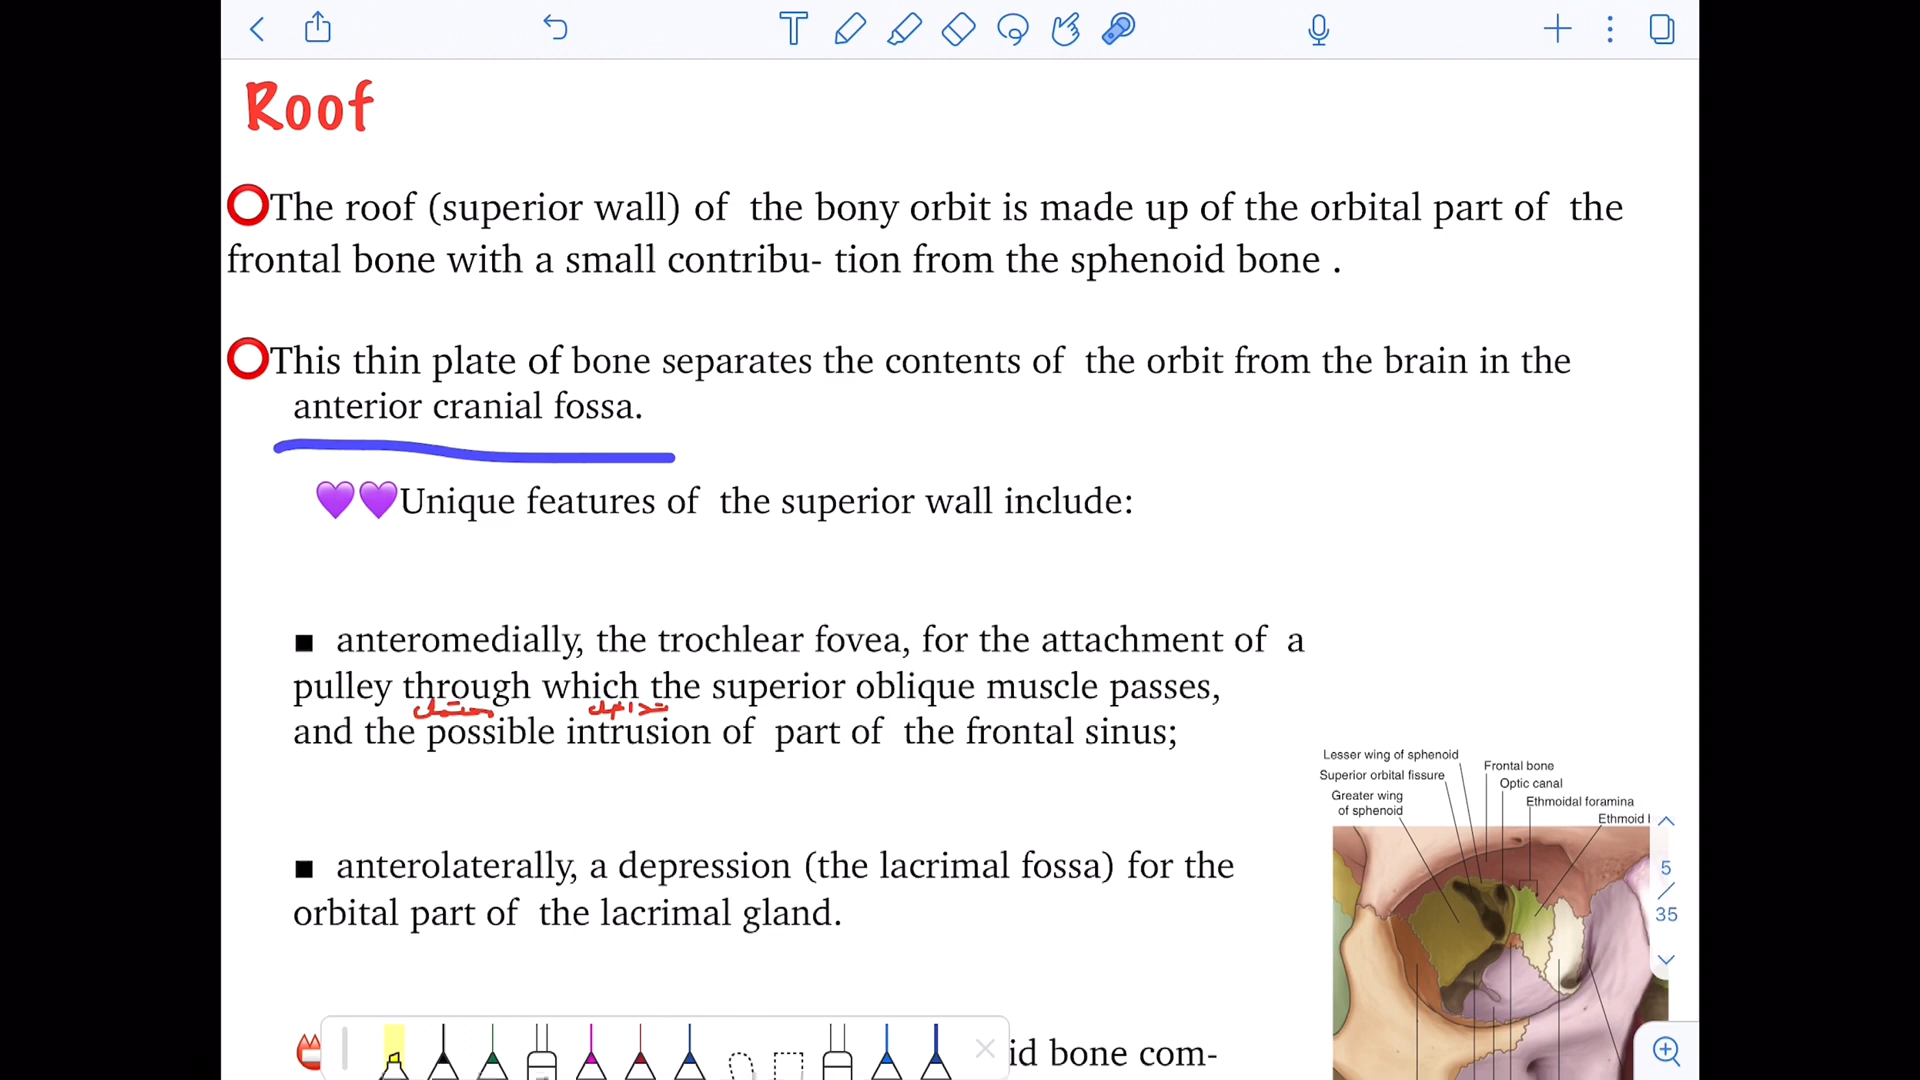 Roof
The roof (superior wall) of the bony orbit is made up of the orbital part of the
frontal bone with a small contribu- tion from the sphenoid bone .
This thin plate of bone separates the contents of the orbit from the brain in the
anterior cranial fossa.
Unique features of the superior wall include:
■ anteromedially, the trochlear fovea, for the attachment of a
pulley through which the superior oblique muscle passes,
and the possible intrusion of part of the frontal sinus;
■ anterolaterally, a depression (the lacrimal fossa) for the
orbital part of the lacrimal gland.
id bone com-
Lesser wing of sphenoid
Superior orbital fissure
Greater wing
of sphenoid
Frontal bone
Optic canal
Ethmoidal foramina
Ethmoid
5
/
35